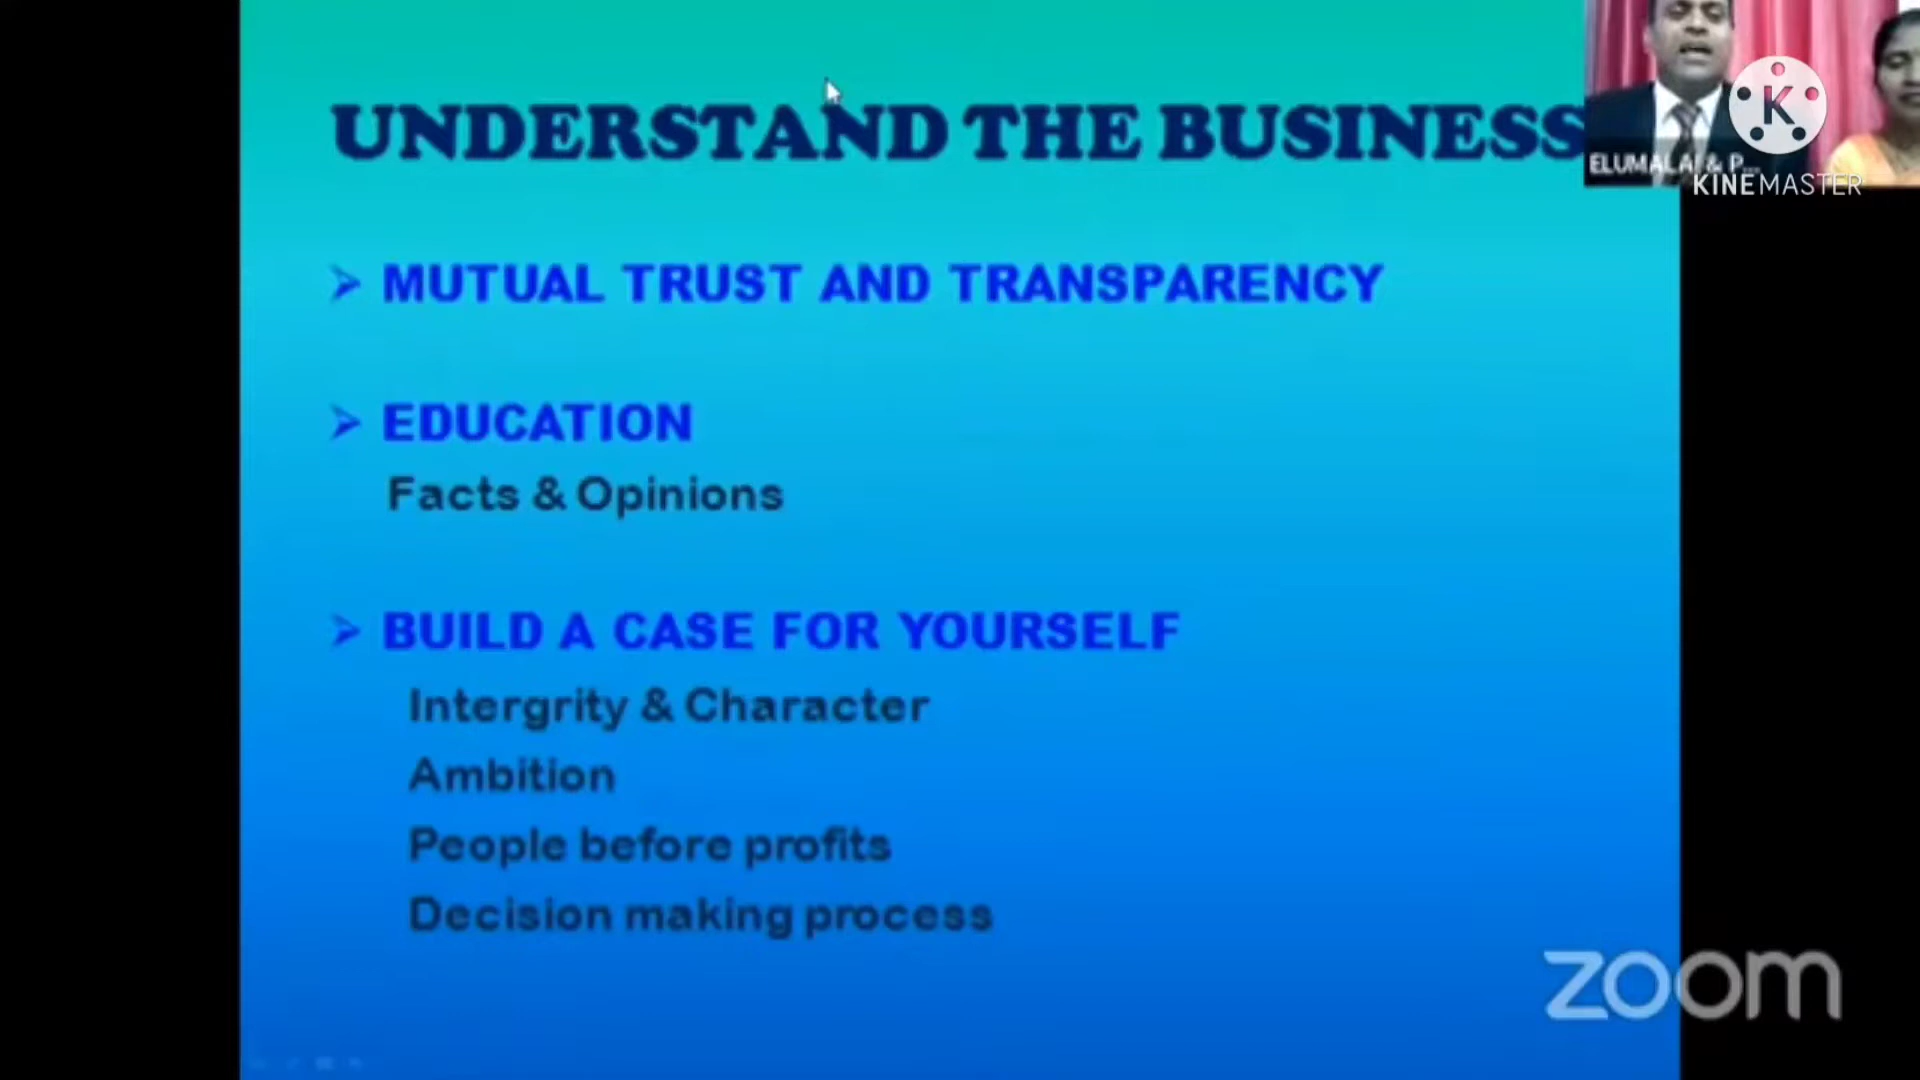 UNDERSTAND THE BUSINESS
K
ELUMALAI & P...
KINEMASTER
MUTUAL TRUST AND TRANSPARENCY
EDUCATION
Facts & Opinions
BUILD A CASE FOR YOURSELF
Intergrity & Character
Ambition
People before profits
Decision making process
zoom